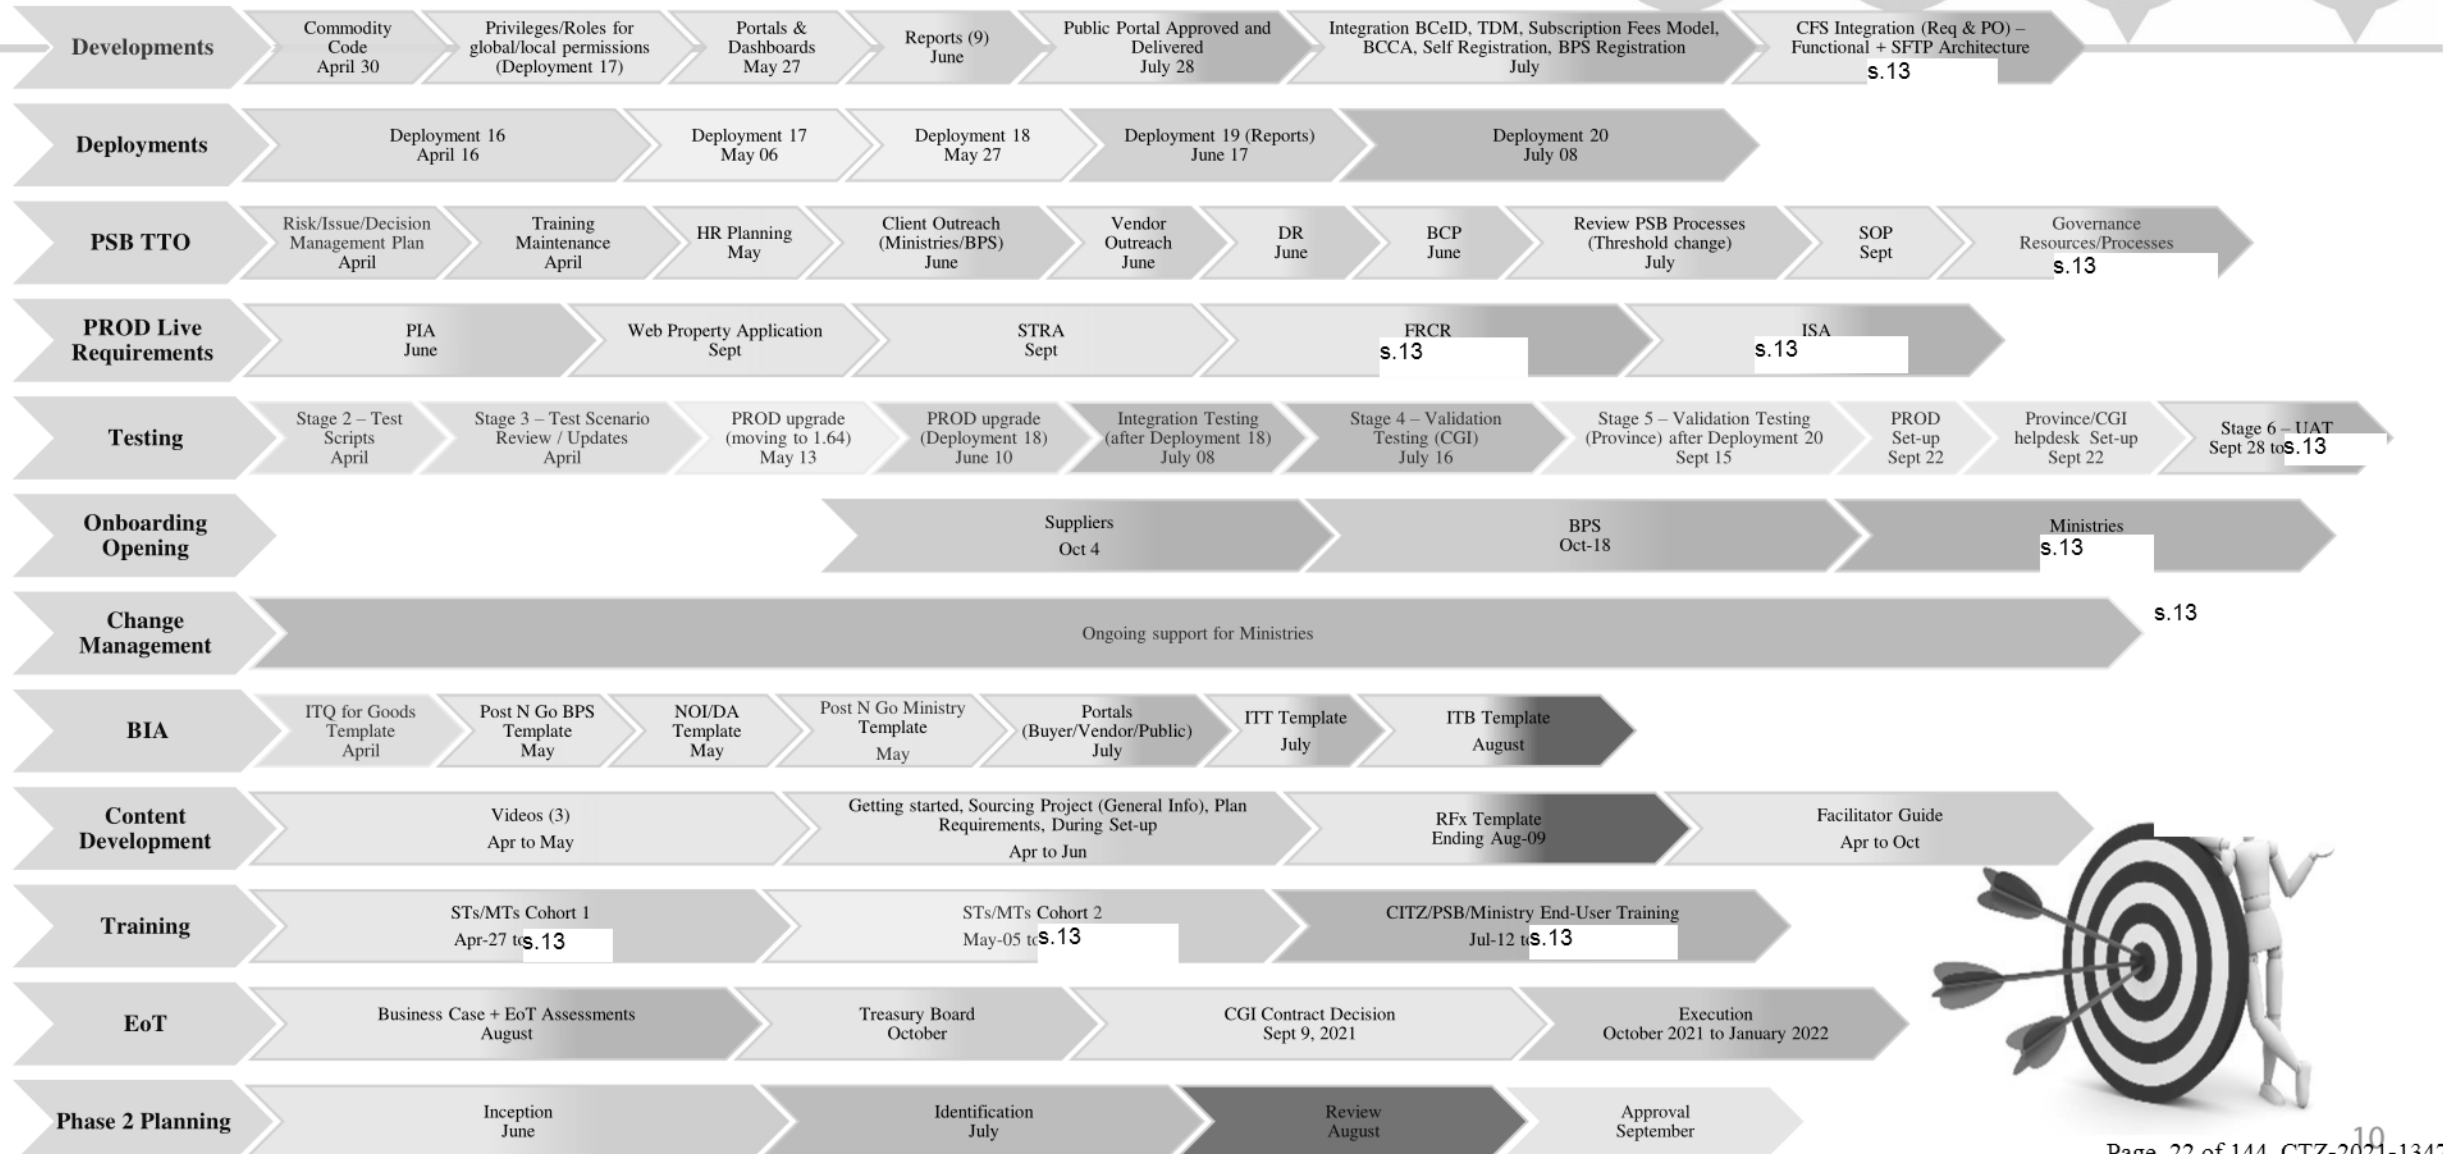 Developments
Commodity
Code
April 30
Privileges/Roles for
global/local permissions
(Deployment 17)
Portals &
Dashboards
May 27
Reports (9)
June
Public Portal Approved and
Delivered
July 28
Integration BCeID, TDM, Subscription Fees Model,
BCCA, Self Registration, BPS Registration
July
CFS Integration (Req & PO) –
Functional + SFTP Architecture
s.13
Deployments
Deployment 16
April 16
Deployment 17
May 06
Deployment 18
May 27
Deployment 19 (Reports)
June 17
Deployment 20
July 08
PSB TTO
Risk/Issue/Decision
Management Plan
April
Training
Maintenance
April
HR Planning
May
Client Outreach
(Ministries/BPS)
June
Vendor
Outreach
June
DR
June
BCP
June
Review PSB Processes
(Threshold change)
July
SOP
Sept
Governance
Resources/Processes
s.13
PROD Live
Requirements
PIA
June
Web Property Application
Sept
STRA
Sept
FRCR
s.13
ISA
s.13
Testing
Stage 2 – Test
Scripts
April
Stage 3 – Test Scenario
Review / Updates
April
PROD upgrade
(moving to 1.64)
May 13
PROD upgrade
(Deployment 18)
June 10
Integration Testing
(after Deployment 18)
July 08
Stage 4 – Validation
Testing (CGI)
July 16
Stage 5 – Validation Testing
(Province) after Deployment 20
Sept 15
PROD
Set-up
Sept 22
Province/CGI
helpdesk Set-up
Sept 22
Stage 6 – UAT
Sept 28 to s.13
Onboarding
Opening
Suppliers
Oct 4
BPS
Oct-18
Ministries
s.13
Change
Management
Ongoing support for Ministries
s.13
BIA
ITQ for Goods
Template
April
Post N Go BPS
Template
May
NOI/DA
Template
May
Post N Go Ministry
Template
May
Portals
(Buyer/Vendor/Public)
July
ITT Template
July
ITB Template
August
Content
Development
Videos (3)
Apr to May
Getting started, Sourcing Project (General Info), Plan
Requirements, During Set-up
Apr to Jun
RFx Template
Ending Aug-09
Facilitator Guide
Apr to Oct
Training
STs/MTs Cohort 1
Apr-27 to s.13
STs/MTs Cohort 2
May-05 to s.13
CITZ/PSB/Ministry End-User Training
Jul-12 to s.13
EoT
Business Case + EoT Assessments
August
Treasury Board
October
CGI Contract Decision
Sept 9, 2021
Execution
October 2021 to January 2022
Phase 2 Planning
Inception
June
Identification
July
Review
August
Approval
September
10
Page 22 of 144 CTZ-2021-1347